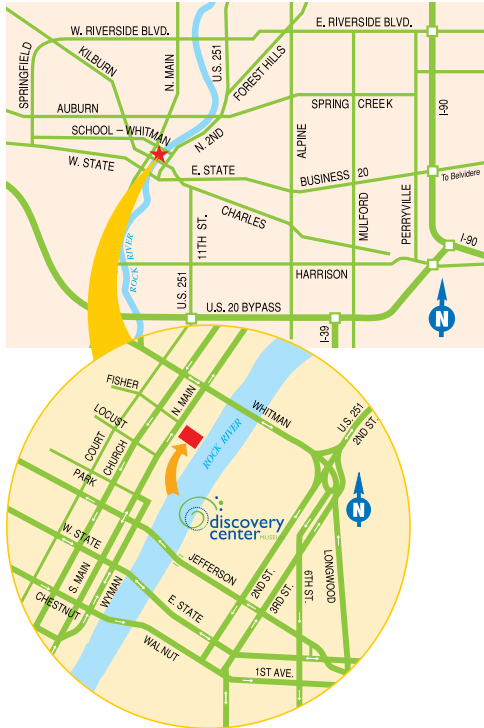 E. RIVERSIDE BLVD.
W. RIVERSIDE BLVD.
KILBURN
SPRINGFIELD
N. MAIN
U.S. 251
FOREST HILLS
I-90
AUBURN
SPRING CREEK
SCHOOL – WHITMAN
N. 2ND
ALPINE
W. STATE
E. STATE
BUSINESS 20
To Belvidere
MULFORD
PERRYVILLE
CHARLES
11TH ST.
I-90
ROCK RIVER
HARRISON
U.S. 251
U.S. 20 BYPASS
I-39
N
FISHER
N. MAIN
WHITMAN
LOCUST
COURT
CHURCH
ROCK RIVER
U.S. 251
2ND ST.
PARK
N
discovery
center MUSEUM
W. STATE
JEFFERSON
S. MAIN
WYMAN
2ND ST.
3RD ST.
6TH ST.
LONGWOOD
CHESTNUT
E. STATE
WALNUT
1ST AVE.